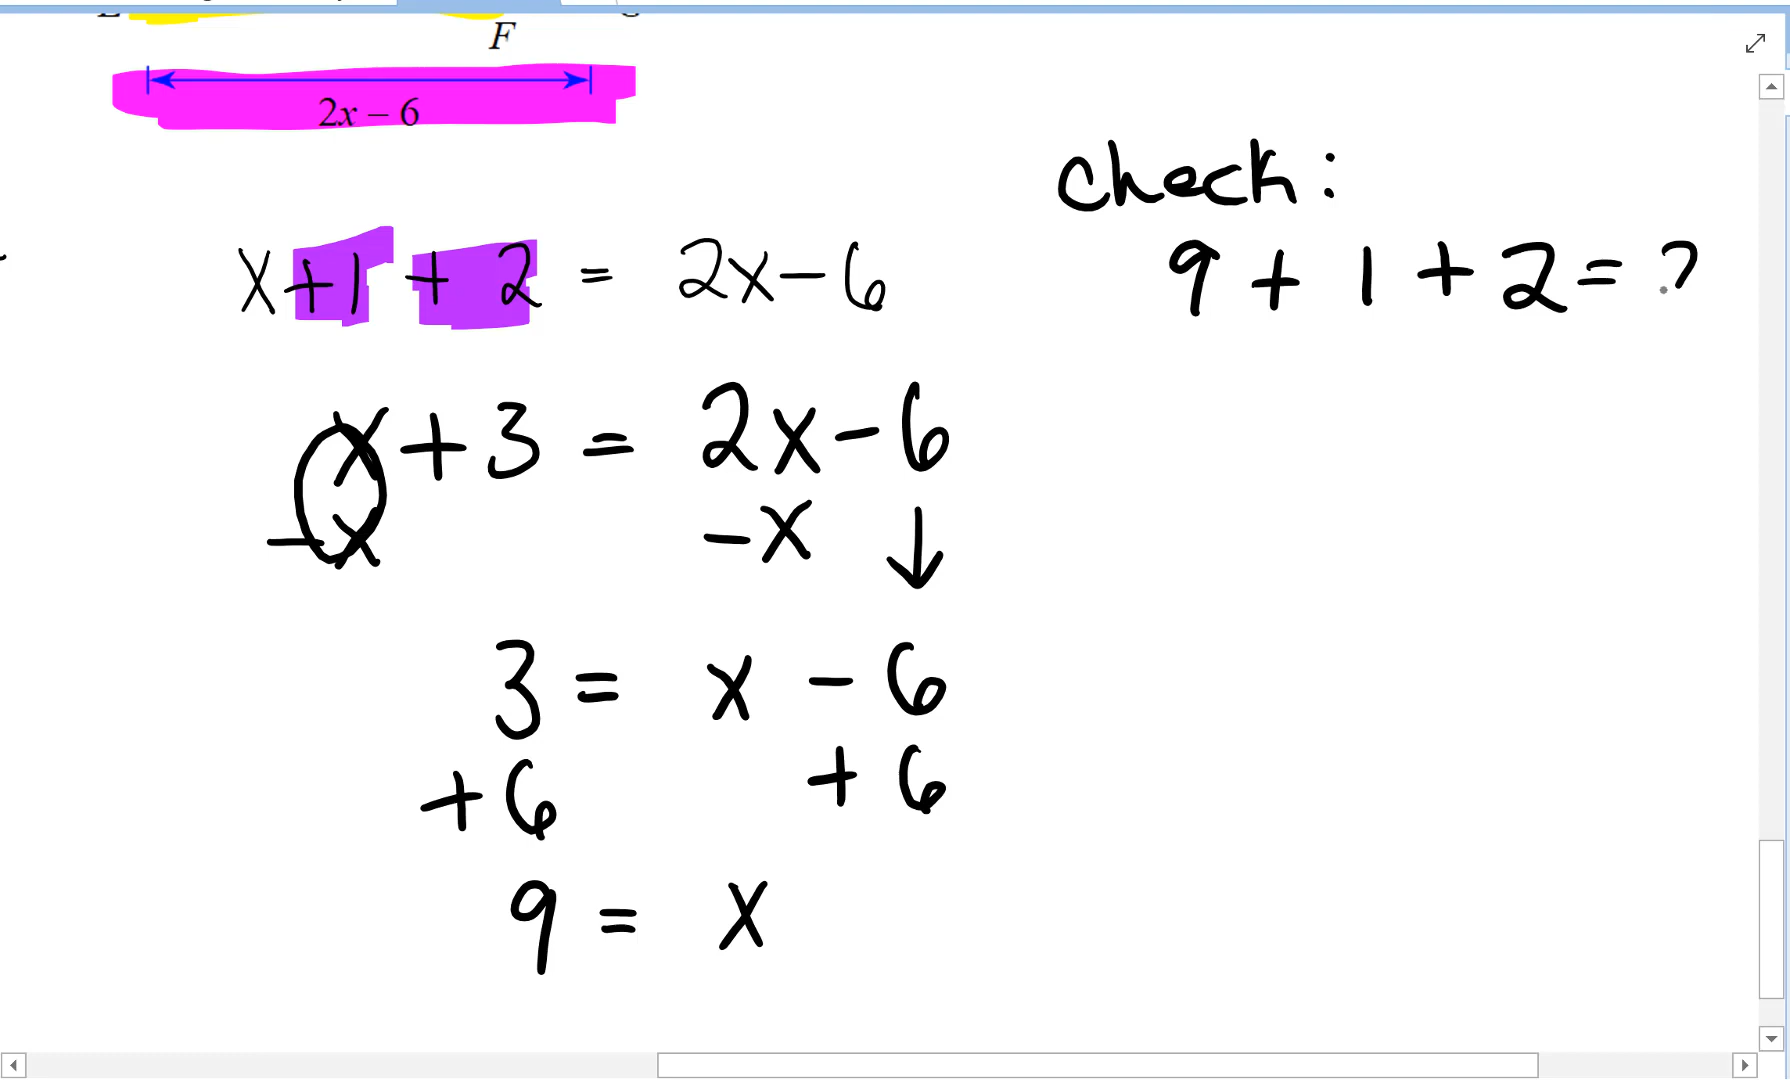 F
2x – 6
check:
x + 1 + 2 = 2x – 6
9 + 1 + 2 = ?
x + 3 = 2x – 6
– x – x ↓
3 = x – 6
+ 6 + 6
9 = x